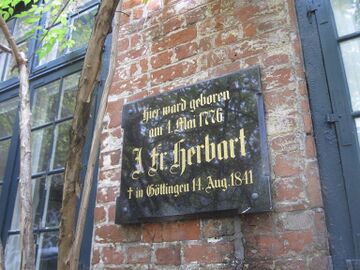 Hier ward geboren
am 4. Mai 1776
J. Fr. Herbart
† in Göttingen 14. Aug. 1841